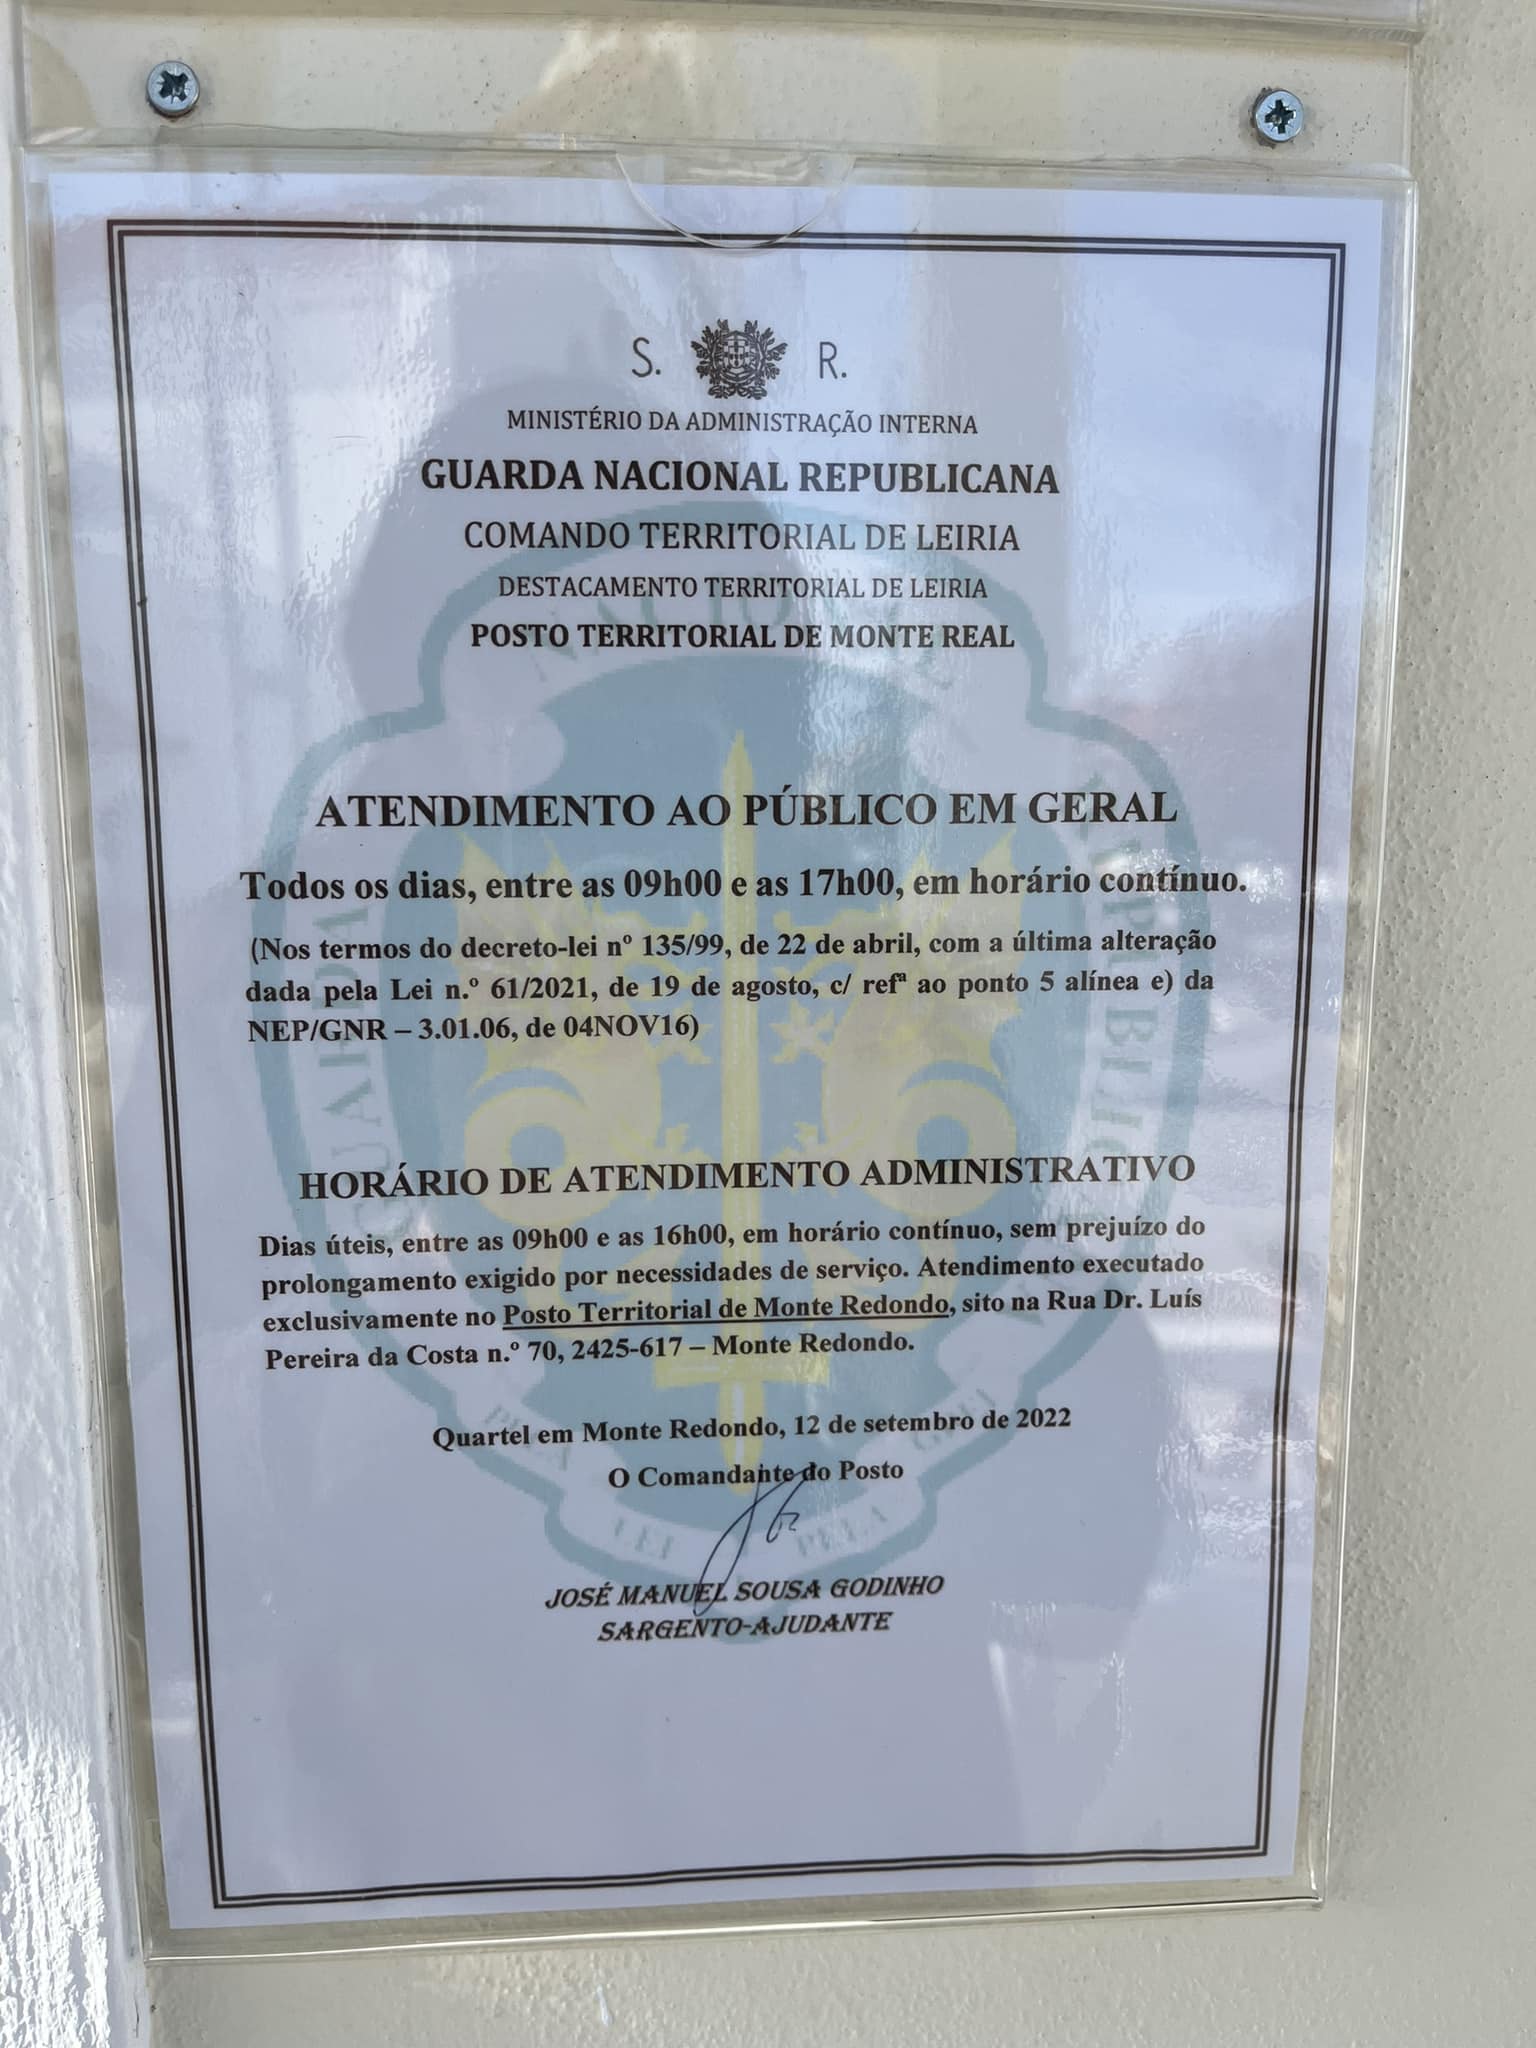 S. R.
MINISTÉRIO DA ADMINISTRAÇÃO INTERNA
GUARDA NACIONAL REPUBLICANA
COMANDO TERRITORIAL DE LEIRIA
DESTACAMENTO TERRITORIAL DE LEIRIA
POSTO TERRITORIAL DE MONTE REAL
ATENDIMENTO AO PÚBLICO EM GERAL
Todos os dias, entre as 09h00 e as 17h00, em horário contínuo.
(Nos termos do decreto-lei nº 135/99, de 22 de abril, com a última alteração
dada pela Lei n.º 61/2021, de 19 de agosto, c/ refª ao ponto 5 alínea e) da
NEP/GNR – 3.01.06, de 04NOV16)
HORÁRIO DE ATENDIMENTO ADMINISTRATIVO
Dias úteis, entre as 09h00 e as 16h00, em horário contínuo, sem prejuízo do
prolongamento exigido por necessidades de serviço. Atendimento executado
exclusivamente no Posto Territorial de Monte Redondo, sito na Rua Dr. Luís
Pereira da Costa n.º 70, 2425-617 – Monte Redondo.
Quartel em Monte Redondo, 12 de setembro de 2022
O Comandante do Posto
JOSÉ MANUEL SOUSA GODINHO
SARGENTO-AJUDANTE